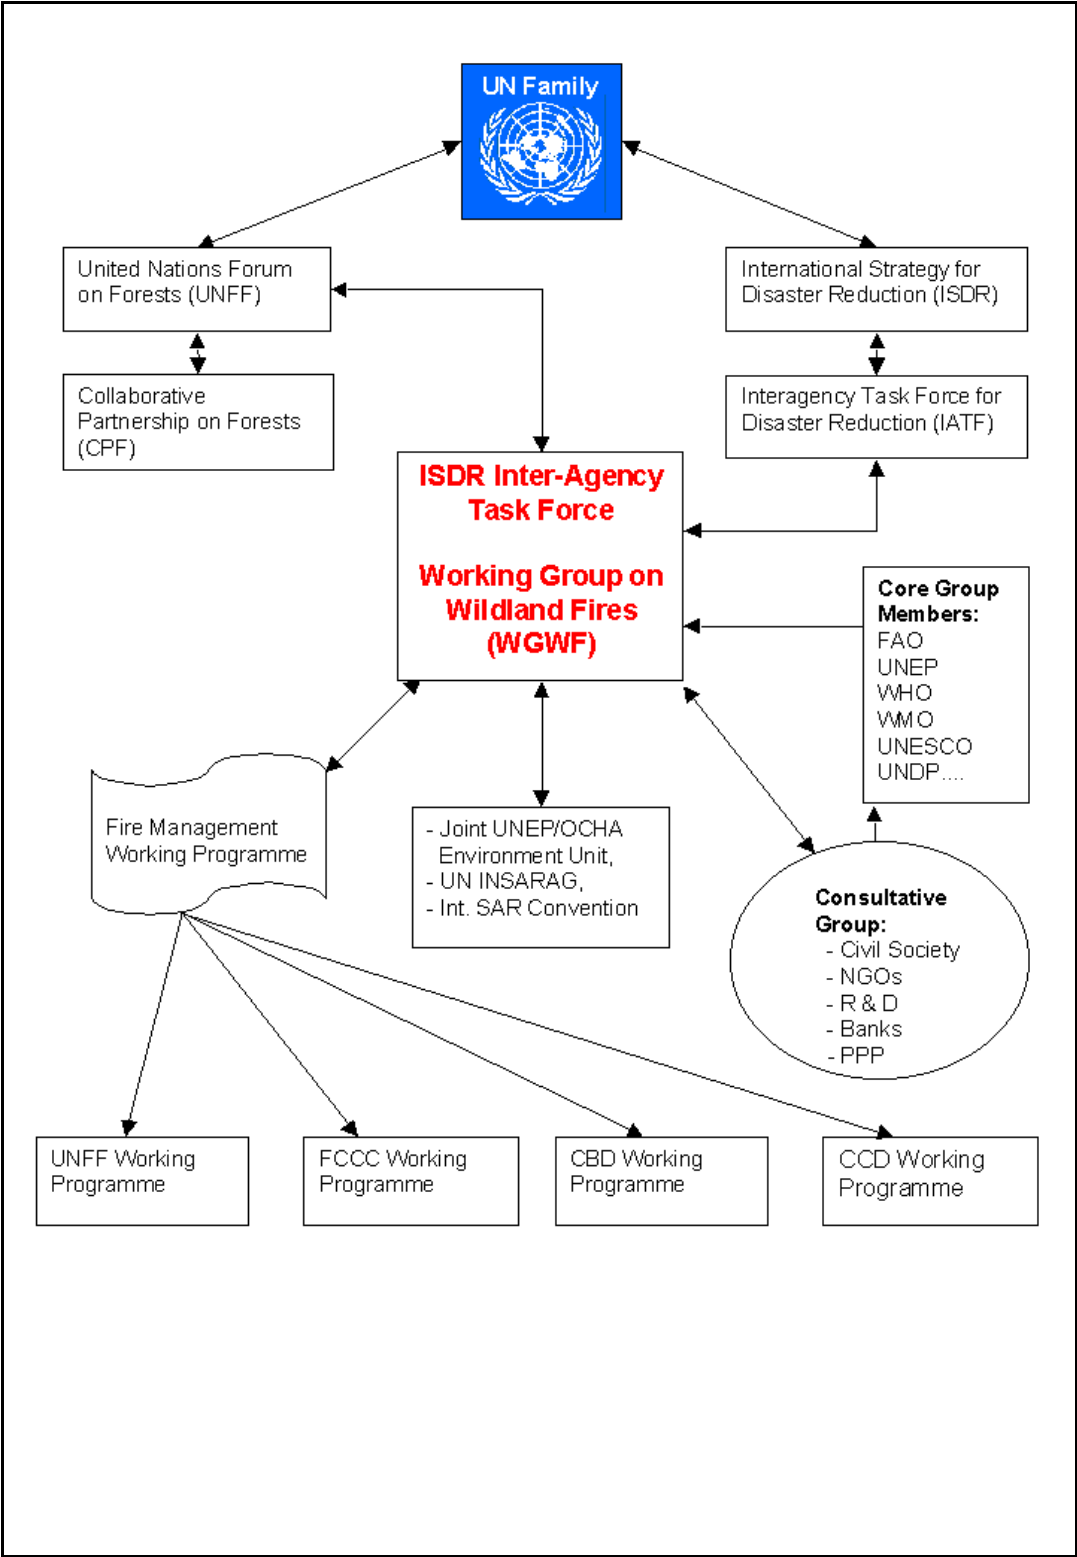 UN Family
United Nations Forum
on Forests (UNFF)
International Strategy for
Disaster Reduction (ISDR)
Collaborative
Partnership on Forests
(CPF)
Interagency Task Force for
Disaster Reduction (IATF)
ISDR Inter-Agency
Task Force
Working Group on
Wildland Fires
(WGWF)
Core Group
Members:
FAO
UNEP
WHO
WMO
UNESCO
UNDP....
Fire Management
Working Programme
- Joint UNEP/OCHA
Environment Unit,
- UN INSARAG,
- Int. SAR Convention
Consultative
Group:
- Civil Society
- NGOs
- R & D
- Banks
- PPP
UNFF Working
Programme
FCCC Working
Programme
CBD Working
Programme
CCD Working
Programme